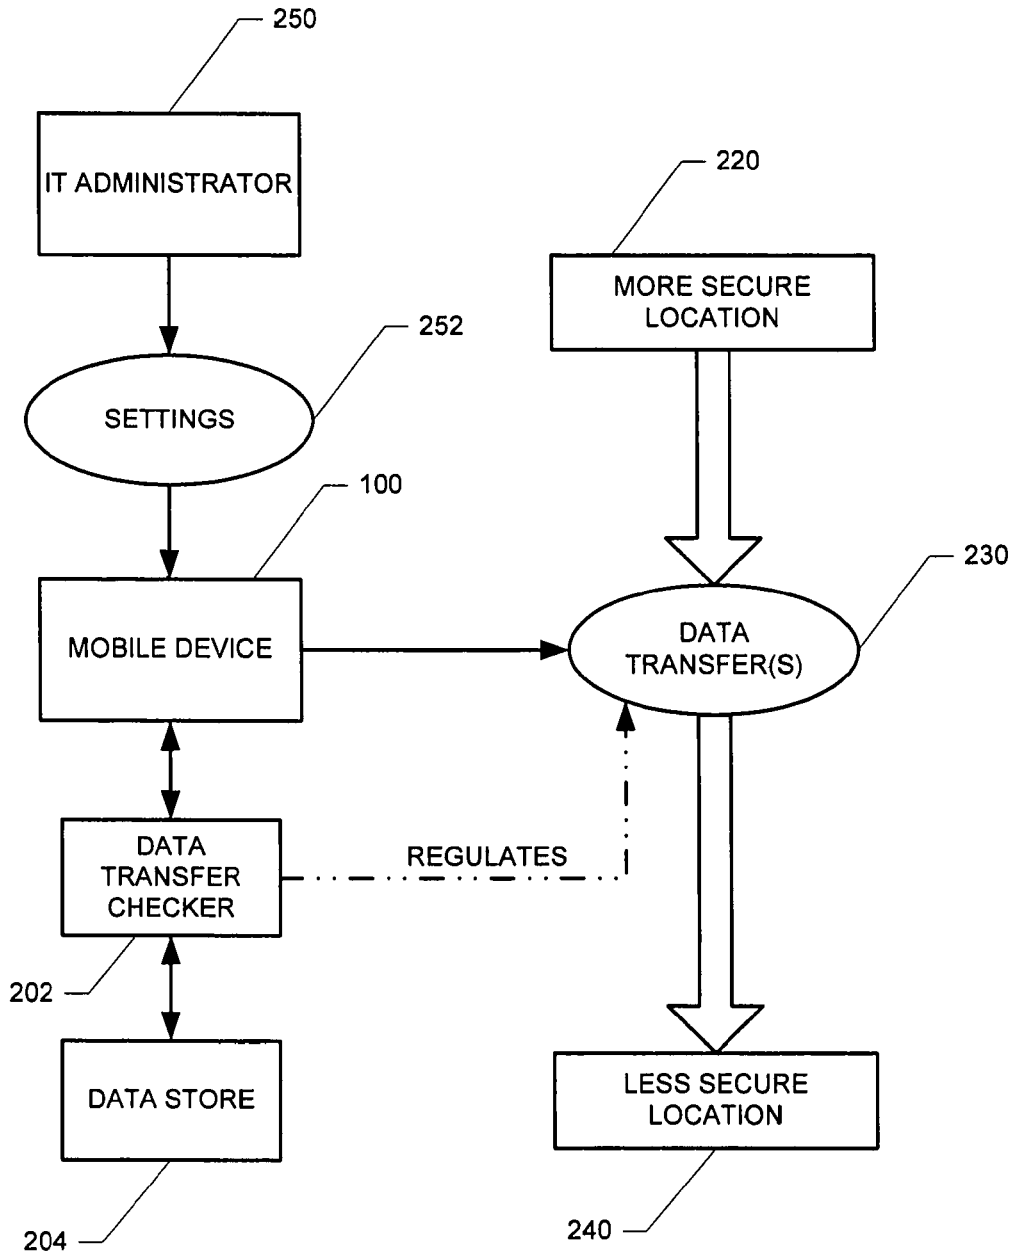 250
IT ADMINISTRATOR
220
MORE SECURE
LOCATION
252
SETTINGS
100
230
MOBILE DEVICE
DATA
TRANSFER(S)
DATA
TRANSFER
CHECKER
REGULATES
202
DATA STORE
LESS SECURE
LOCATION
204
240